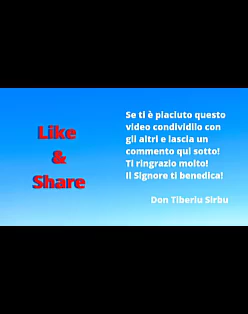 Like
&
Share
Se ti è piaciuto questo
video condividilo con
gli altri e lascia un
commento qui sotto!
Ti ringrazio molto!
Il Signore ti benedica!
Don Tiberiu Sirbu